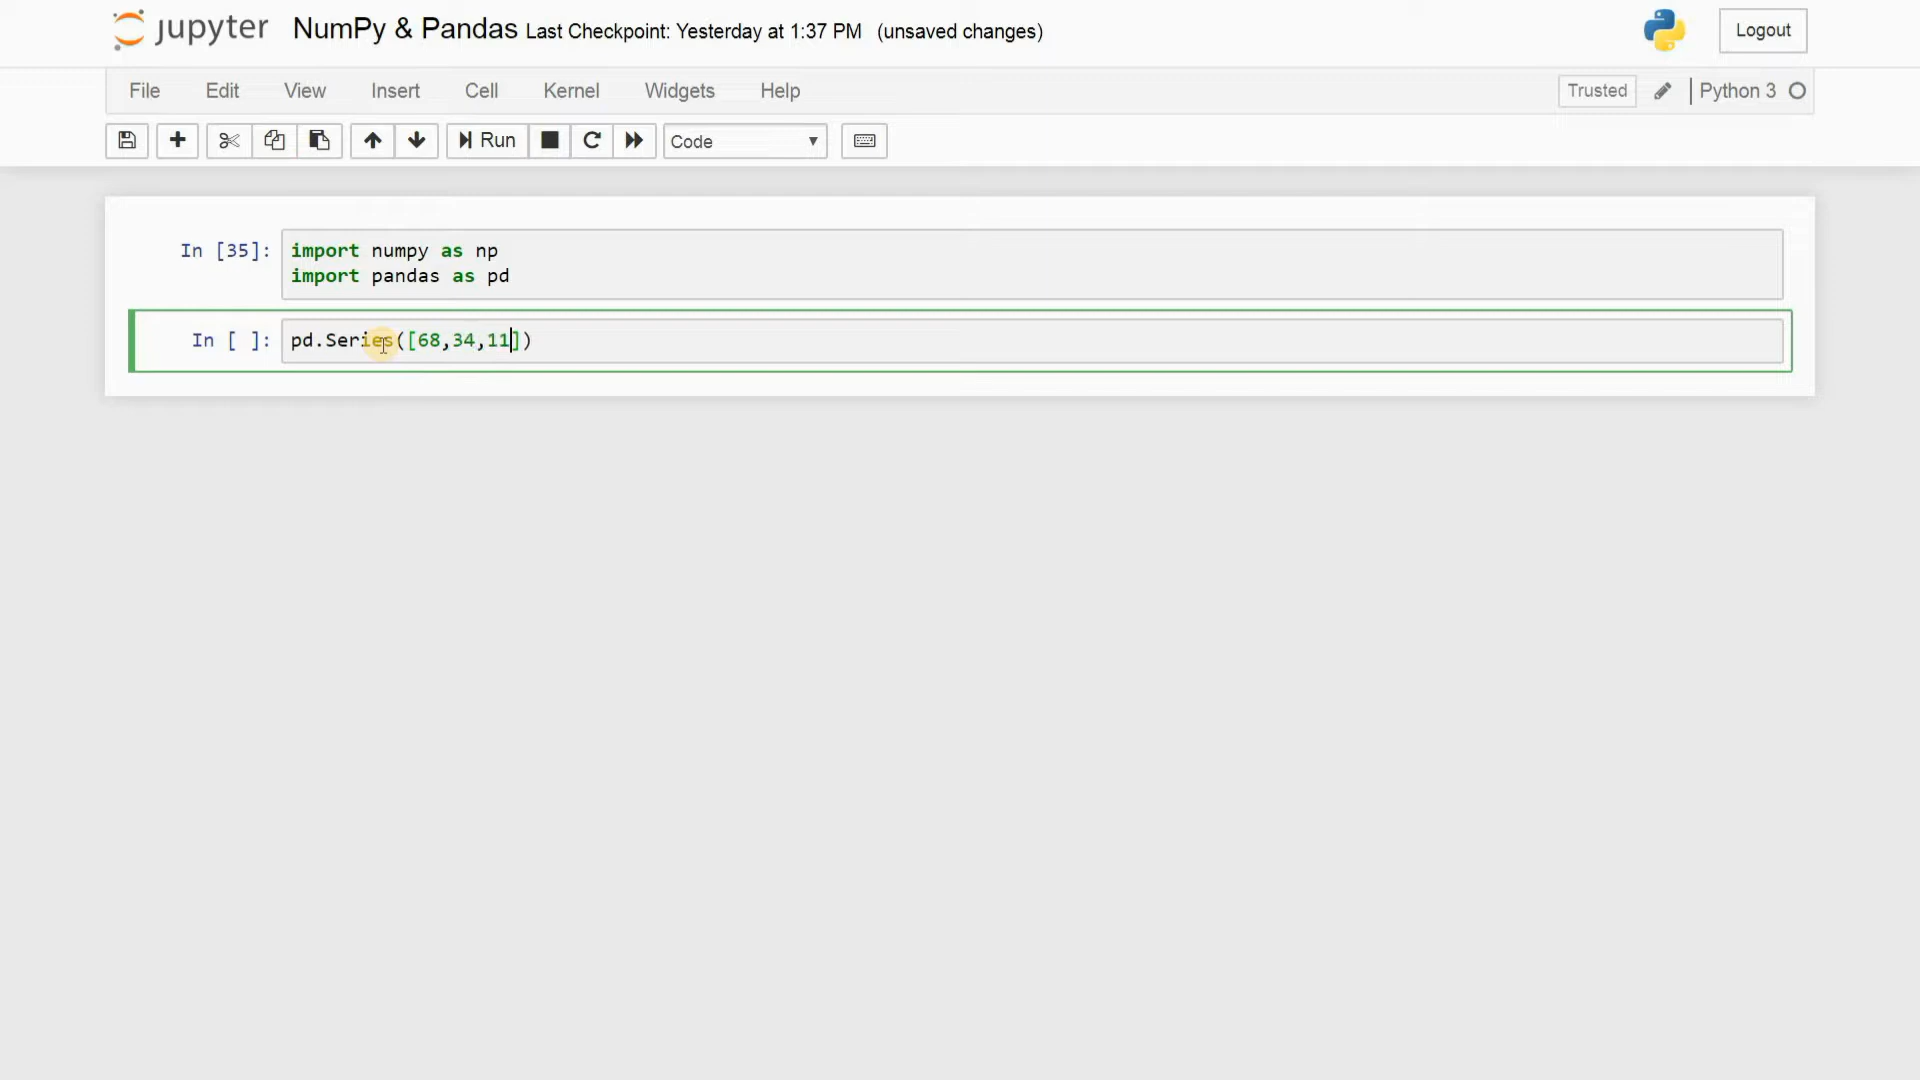 jupyter NumPy & Pandas Last Checkpoint: Yesterday at 1:37 PM (unsaved changes) Logout
File Edit View Insert Cell Kernel Widgets Help Trusted Python 3
Run Code
In [35]: import numpy as np
import pandas as pd
In [ ]: pd.Series([68,34,11])